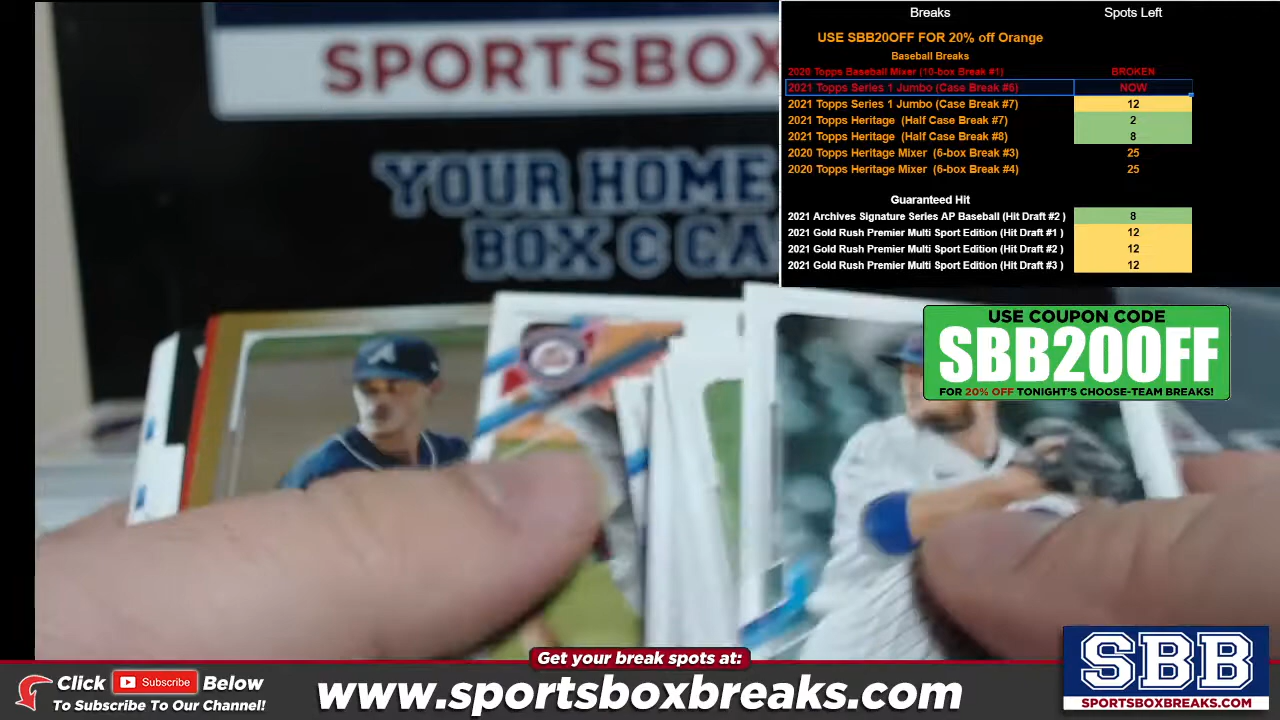 SPORTSBOX
YOUR HOME
BOX & CA
Breaks Spots Left
USE SBB20OFF FOR 20% off Orange
Baseball Breaks
2020 Topps Baseball Mixer (10-box Break #1) BROKEN
2021 Topps Series 1 Jumbo (Case Break #6) NOW
2021 Topps Series 1 Jumbo (Case Break #7) 12
2021 Topps Heritage (Half Case Break #7) 2
2021 Topps Heritage (Half Case Break #8) 8
2020 Topps Heritage Mixer (6-box Break #3) 25
2020 Topps Heritage Mixer (6-box Break #4) 25
Guaranteed Hit
2021 Archives Signature Series AP Baseball (Hit Draft #2 ) 8
2021 Gold Rush Premier Multi Sport Edition (Hit Draft #1 ) 12
2021 Gold Rush Premier Multi Sport Edition (Hit Draft #2 ) 12
2021 Gold Rush Premier Multi Sport Edition (Hit Draft #3 ) 12
USE COUPON CODE
SBB20OFF
FOR 20% OFF TONIGHT'S CHOOSE-TEAM BREAKS!
A
Get your break spots at:
Click Subscribe Below
To Subscribe To Our Channel!
www.sportsboxbreaks.com
SBB
SPORTSBOXBREAKS.COM